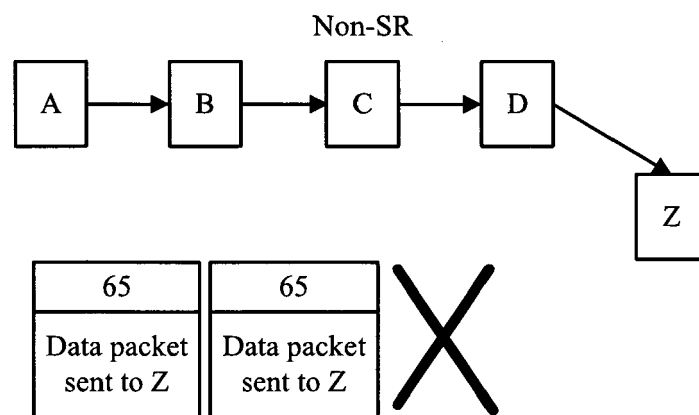 Non-SR
A B C D
Z
65 65
Data packet Data packet
sent to Z sent to Z